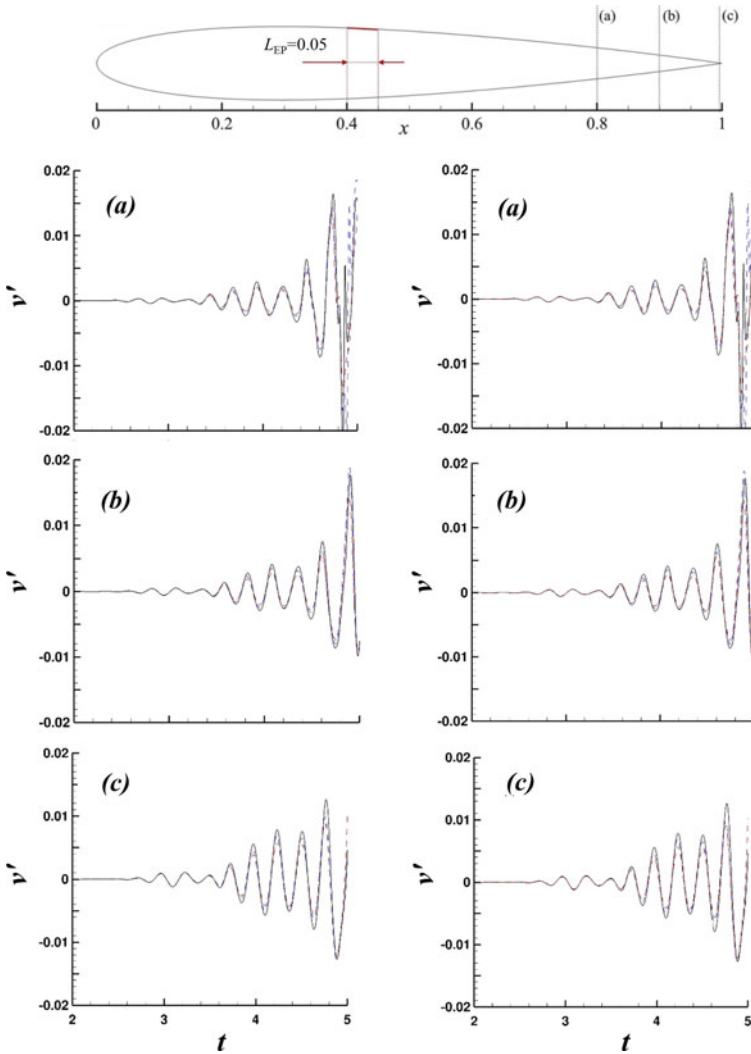 (a) (b) (c)
L_EP=0.05
0 0.2 0.4 0.6 0.8 1
x
0.02 0.02
(a) (a)
0.01 0.01
v' 0 v' 0
-0.01 -0.01
-0.02 -0.02
0.02 0.02
(b) (b)
0.01 0.01
v' 0 v' 0
-0.01 -0.01
-0.02 -0.02
0.02 0.02
(c) (c)
0.01 0.01
v' 0 v' 0
-0.01 -0.01
-0.02 -0.02
2 3 4 5 2 3 4 5
t t